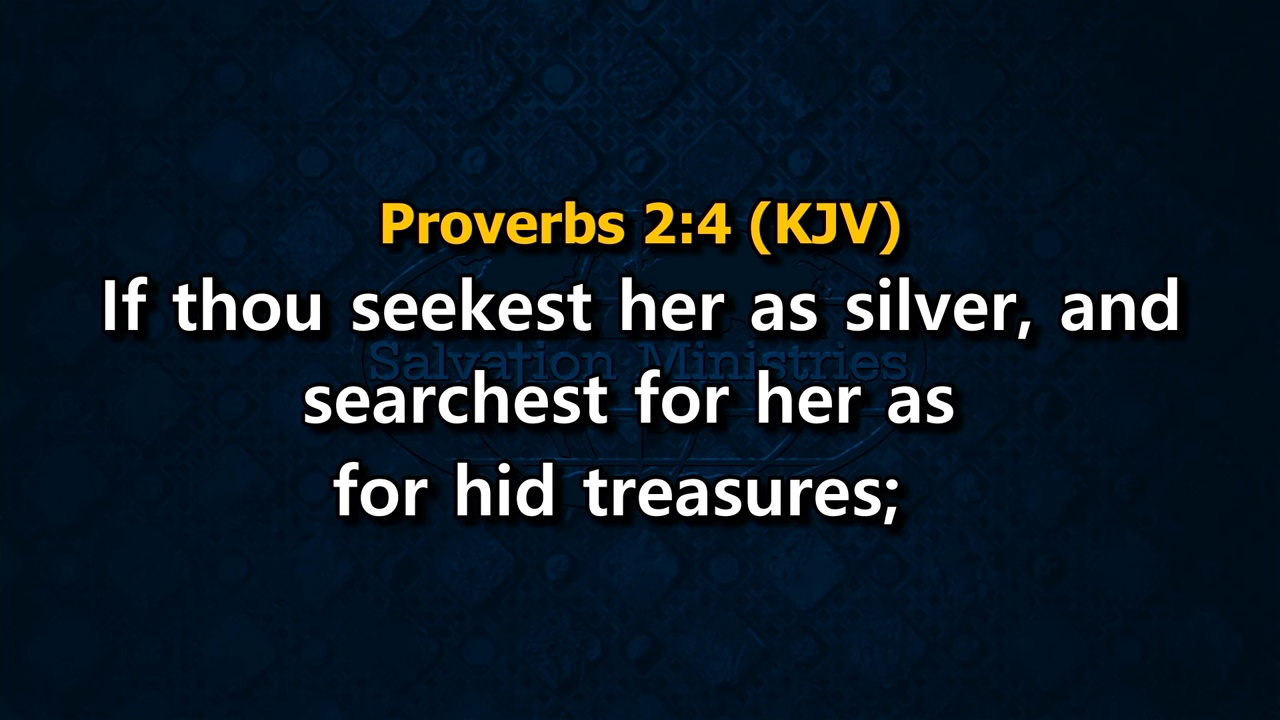 Proverbs 2:4 (KJV)
If thou seekest her as silver, and
Salvation Ministries
searchest for her as
for hid treasures;